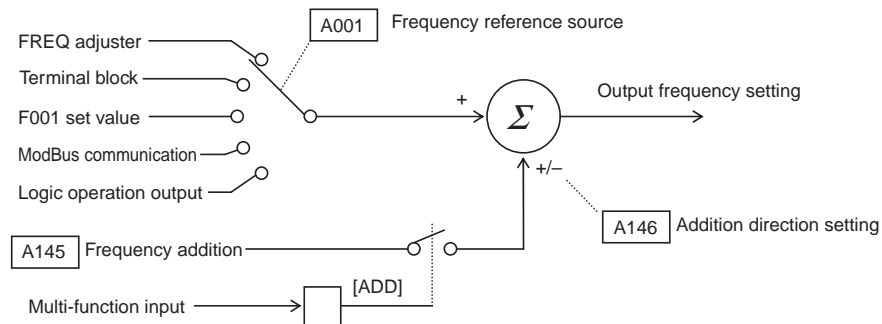 A001 Frequency reference source
FREQ adjuster
Terminal block
F001 set value
ModBus communication
Logic operation output
+
Σ
Output frequency setting
+/−
A146 Addition direction setting
A145 Frequency addition
[ADD]
Multi-function input